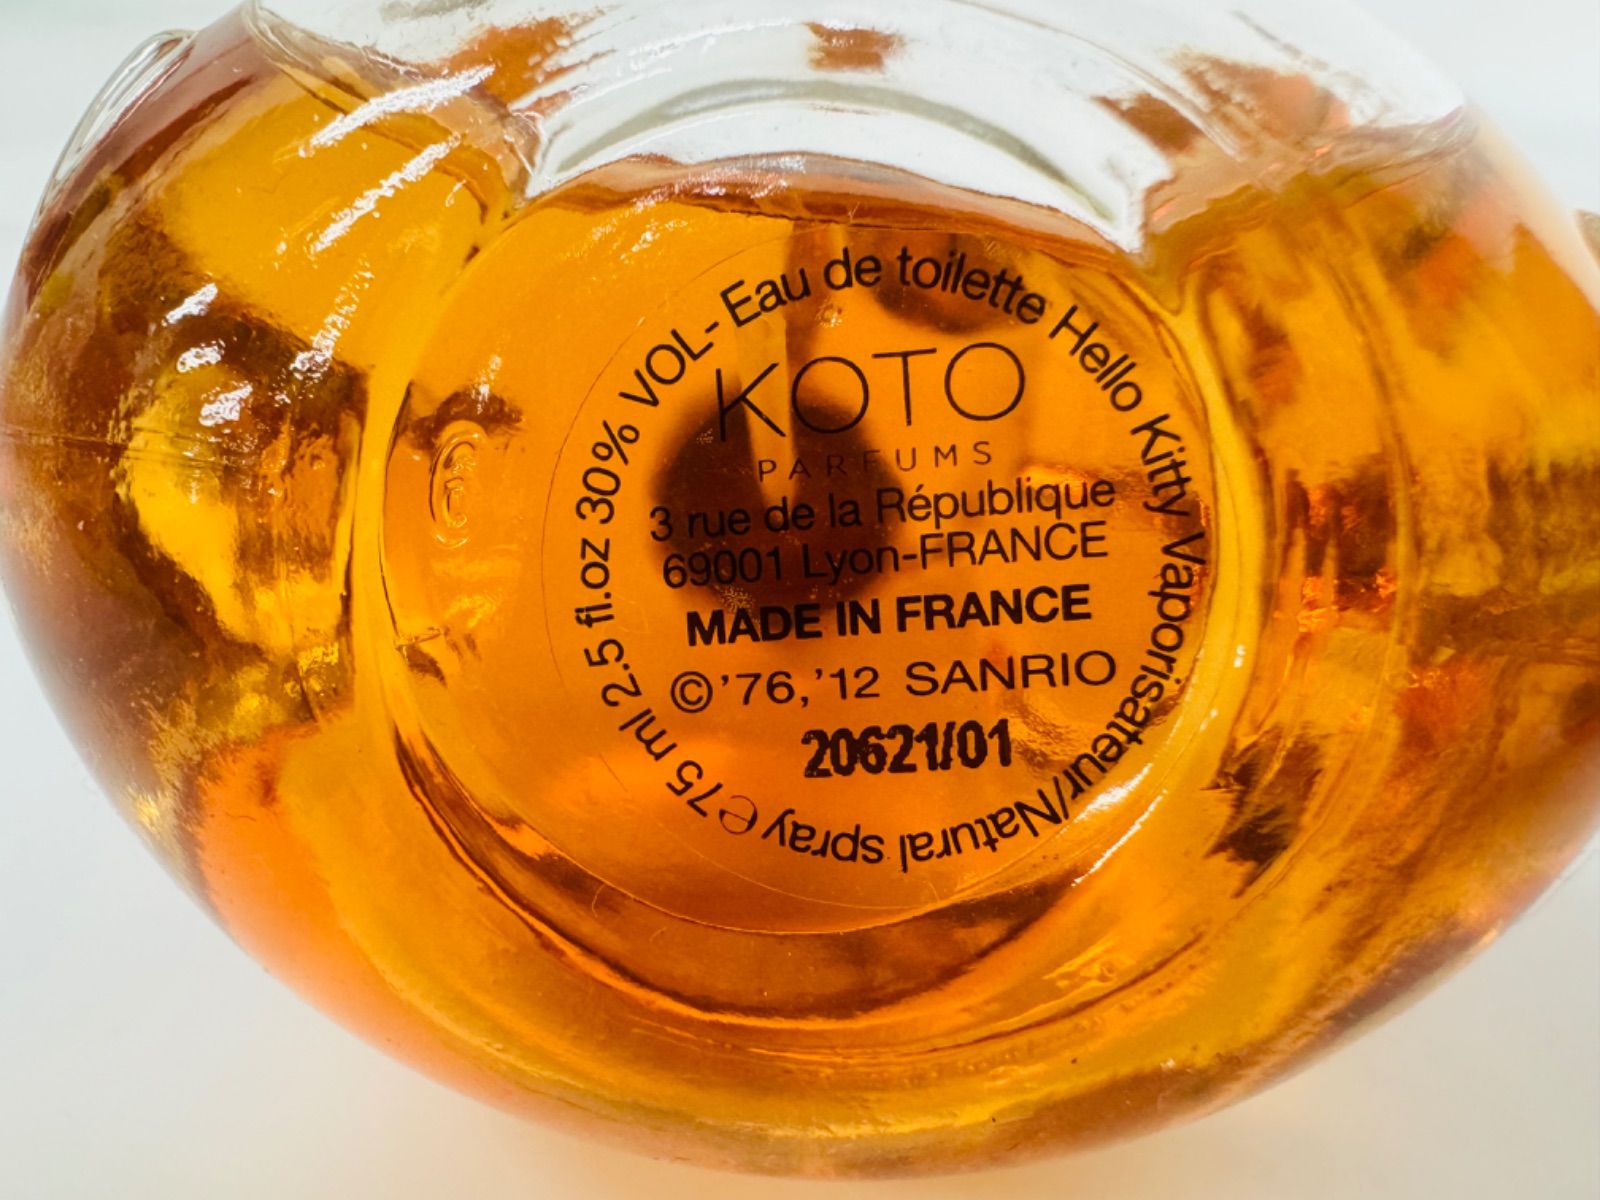 Eau de toilette Hello Kitty Vaporisateur/Natural spray ℮75 ml 2.5 fl.oz 30% VOL-
KOTO
PARFUMS
3 rue de la République
69001 Lyon-FRANCE
MADE IN FRANCE
©'76,'12 SANRIO
20621/01